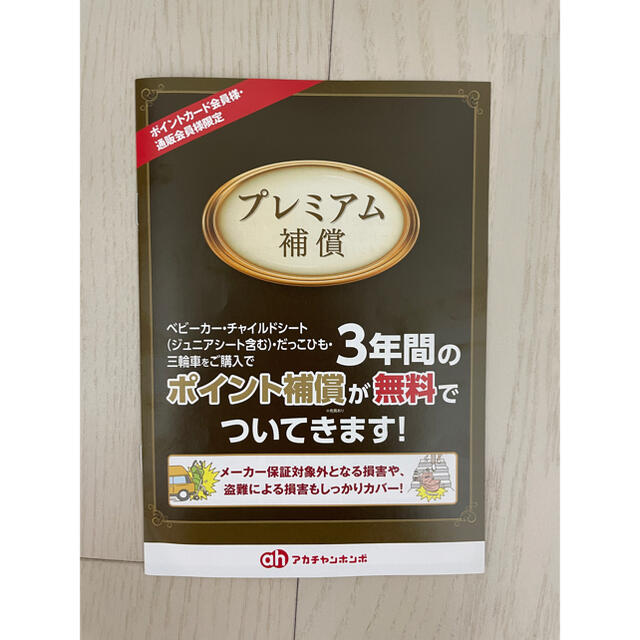 ポイントカード会員様・
通販会員様限定
プレミアム
補償
ベビーカー・チャイルドシート
(ジュニアシート含む)・だっこひも・
三輪車をご購入で
3年間の
ポイント補償が無料で
ついてきます!
メーカー保証対象外となる損害や、
盗難による損害もしっかりカバー!
ah アカチャンホンポ